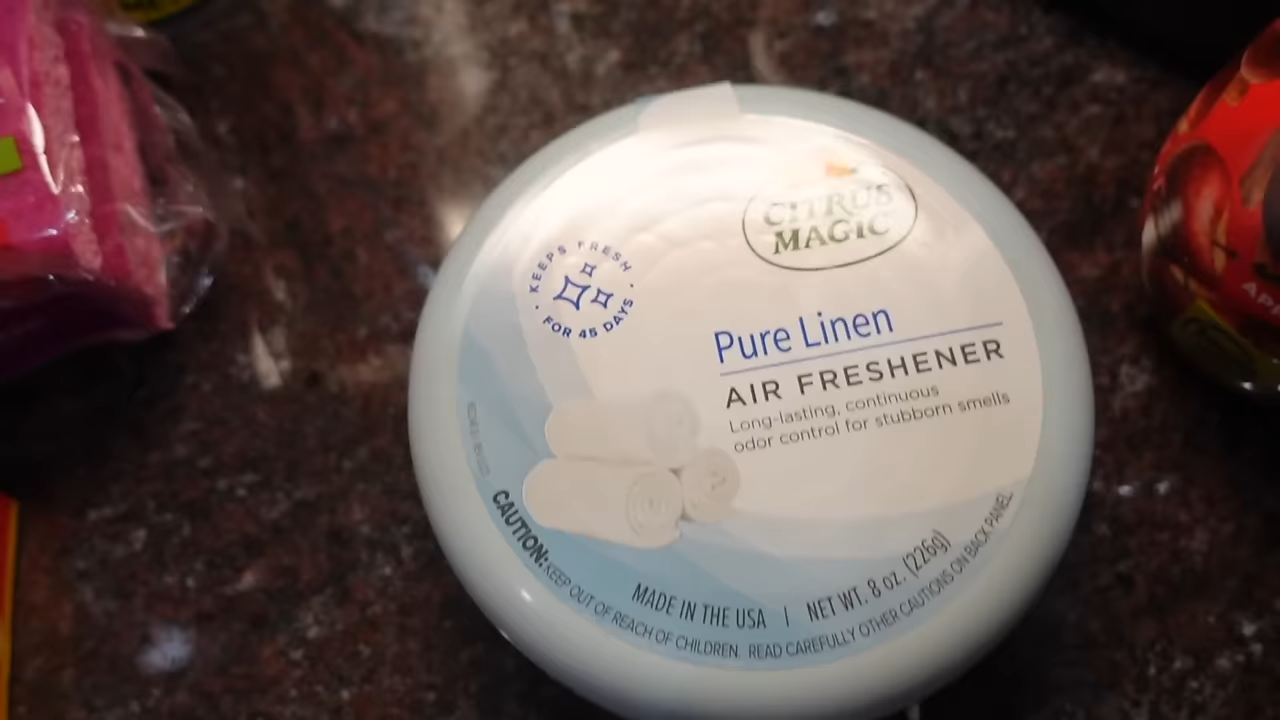 CITRUS
MAGIC
KEEPS FRESH
FOR 45 DAYS
Pure Linen
AIR FRESHENER
Long-lasting, continuous
odor control for stubborn smells
MADE IN THE USA | NET WT. 8 oz. (226g)
CAUTION: KEEP OUT OF REACH OF CHILDREN. READ CAREFULLY OTHER CAUTIONS ON BACK PANEL